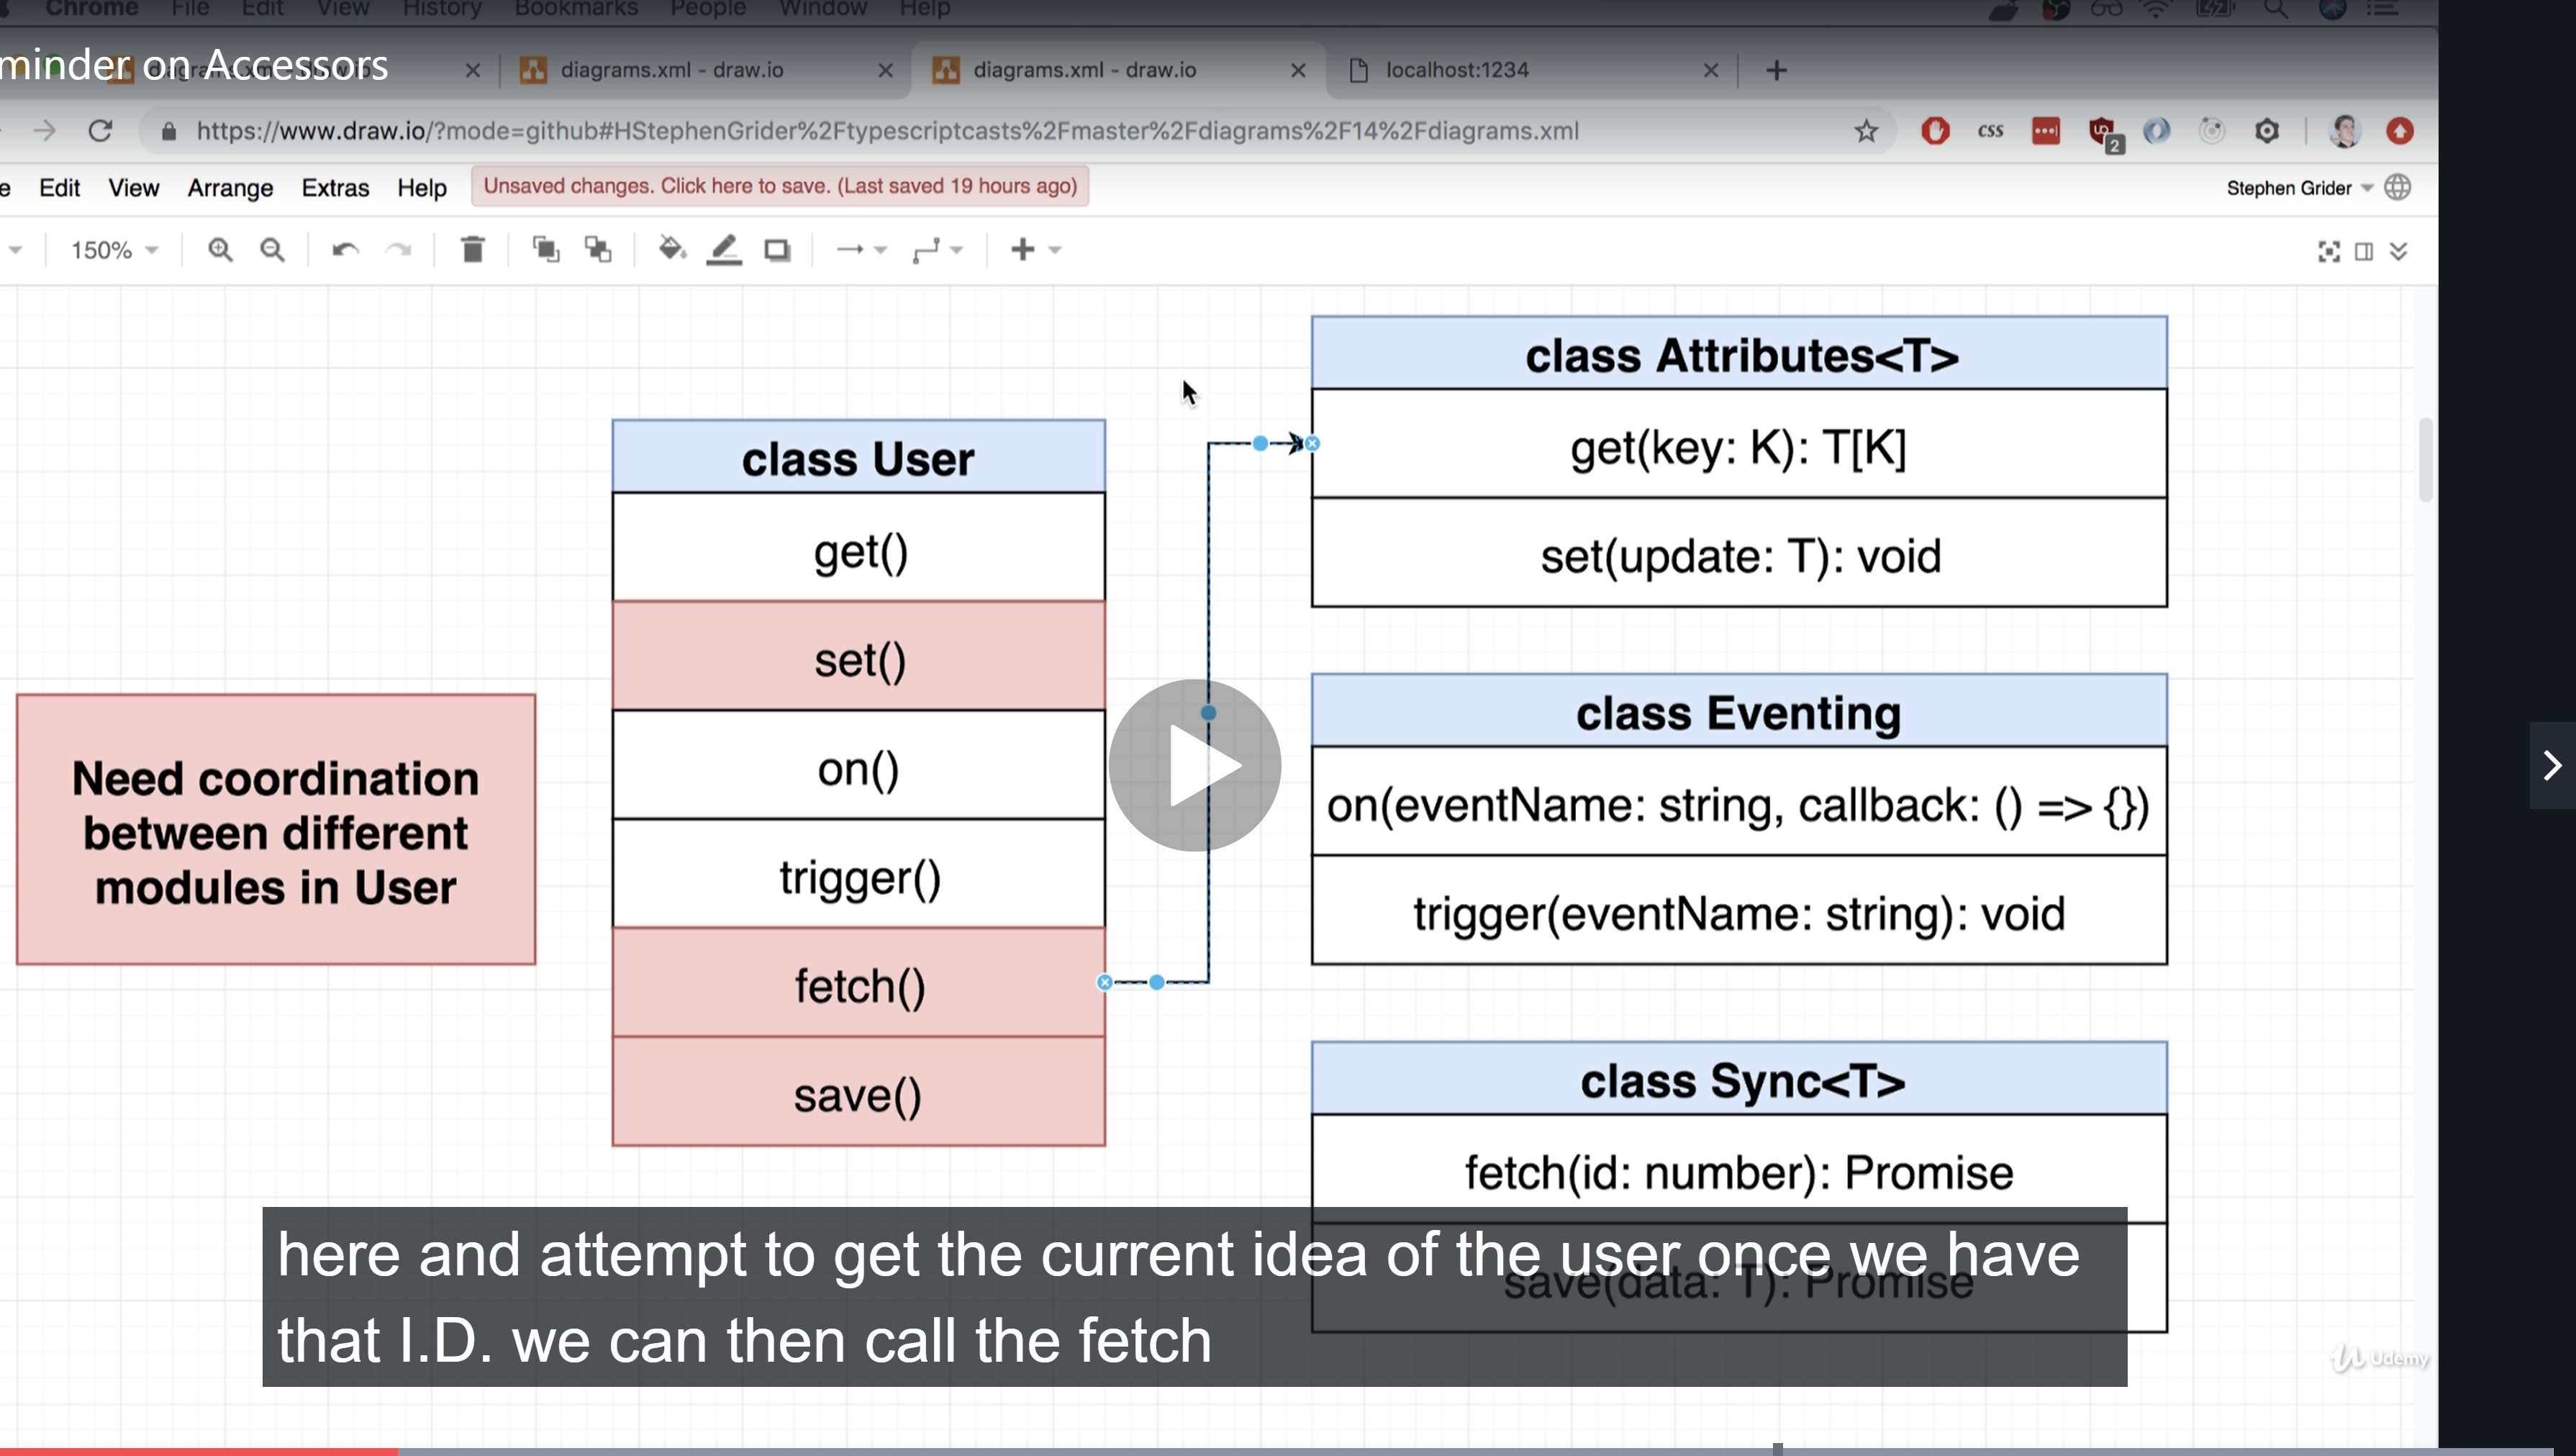 Chrome File Edit View History Bookmarks People Window Help
minder on Accessors
diagrams.xml - draw.io
diagrams.xml - draw.io
diagrams.xml - draw.io
localhost:1234
https://www.draw.io/?mode=github#HStephenGrider%2Ftypescriptcasts%2Fmaster%2Fdiagrams%2F14%2Fdiagrams.xml
css
2
e Edit View Arrange Extras Help
Unsaved changes. Click here to save. (Last saved 19 hours ago)
Stephen Grider
150%
class Attributes<T>
get(key: K): T[K]
set(update: T): void
class User
get()
set()
on()
trigger()
fetch()
save()
Need coordination
between different
modules in User
class Eventing
on(eventName: string, callback: () => {})
trigger(eventName: string): void
class Sync<T>
fetch(id: number): Promise
save(data: T): Promise
here and attempt to get the current idea of the user once we have
that I.D. we can then call the fetch
Udemy